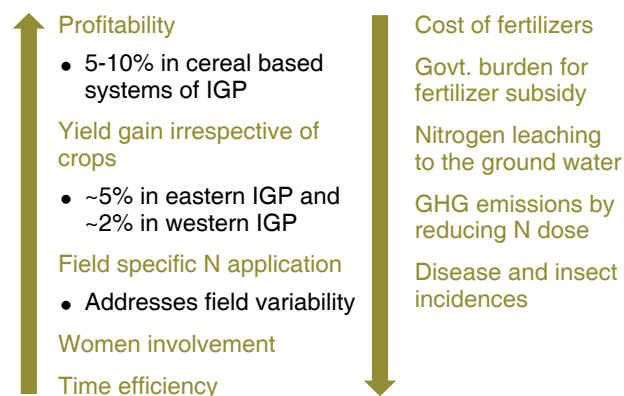 Profitability
• 5-10% in cereal based
systems of IGP
Yield gain irrespective of
crops
• ~5% in eastern IGP and
~2% in western IGP
Field specific N application
• Addresses field variability
Women involvement
Time efficiency
Cost of fertilizers
Govt. burden for
fertilizer subsidy
Nitrogen leaching
to the ground water
GHG emissions by
reducing N dose
Disease and insect
incidences